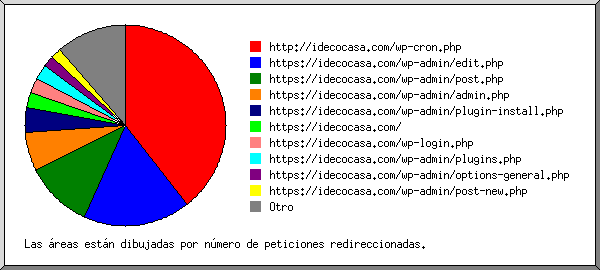 http://idecocasa.com/wp-cron.php
https://idecocasa.com/wp-admin/edit.php
https://idecocasa.com/wp-admin/post.php
https://idecocasa.com/wp-admin/admin.php
https://idecocasa.com/wp-admin/plugin-install.php
https://idecocasa.com/
https://idecocasa.com/wp-login.php
https://idecocasa.com/wp-admin/plugins.php
https://idecocasa.com/wp-admin/options-general.php
https://idecocasa.com/wp-admin/post-new.php
Otro
Las áreas están dibujadas por número de peticiones redireccionadas.